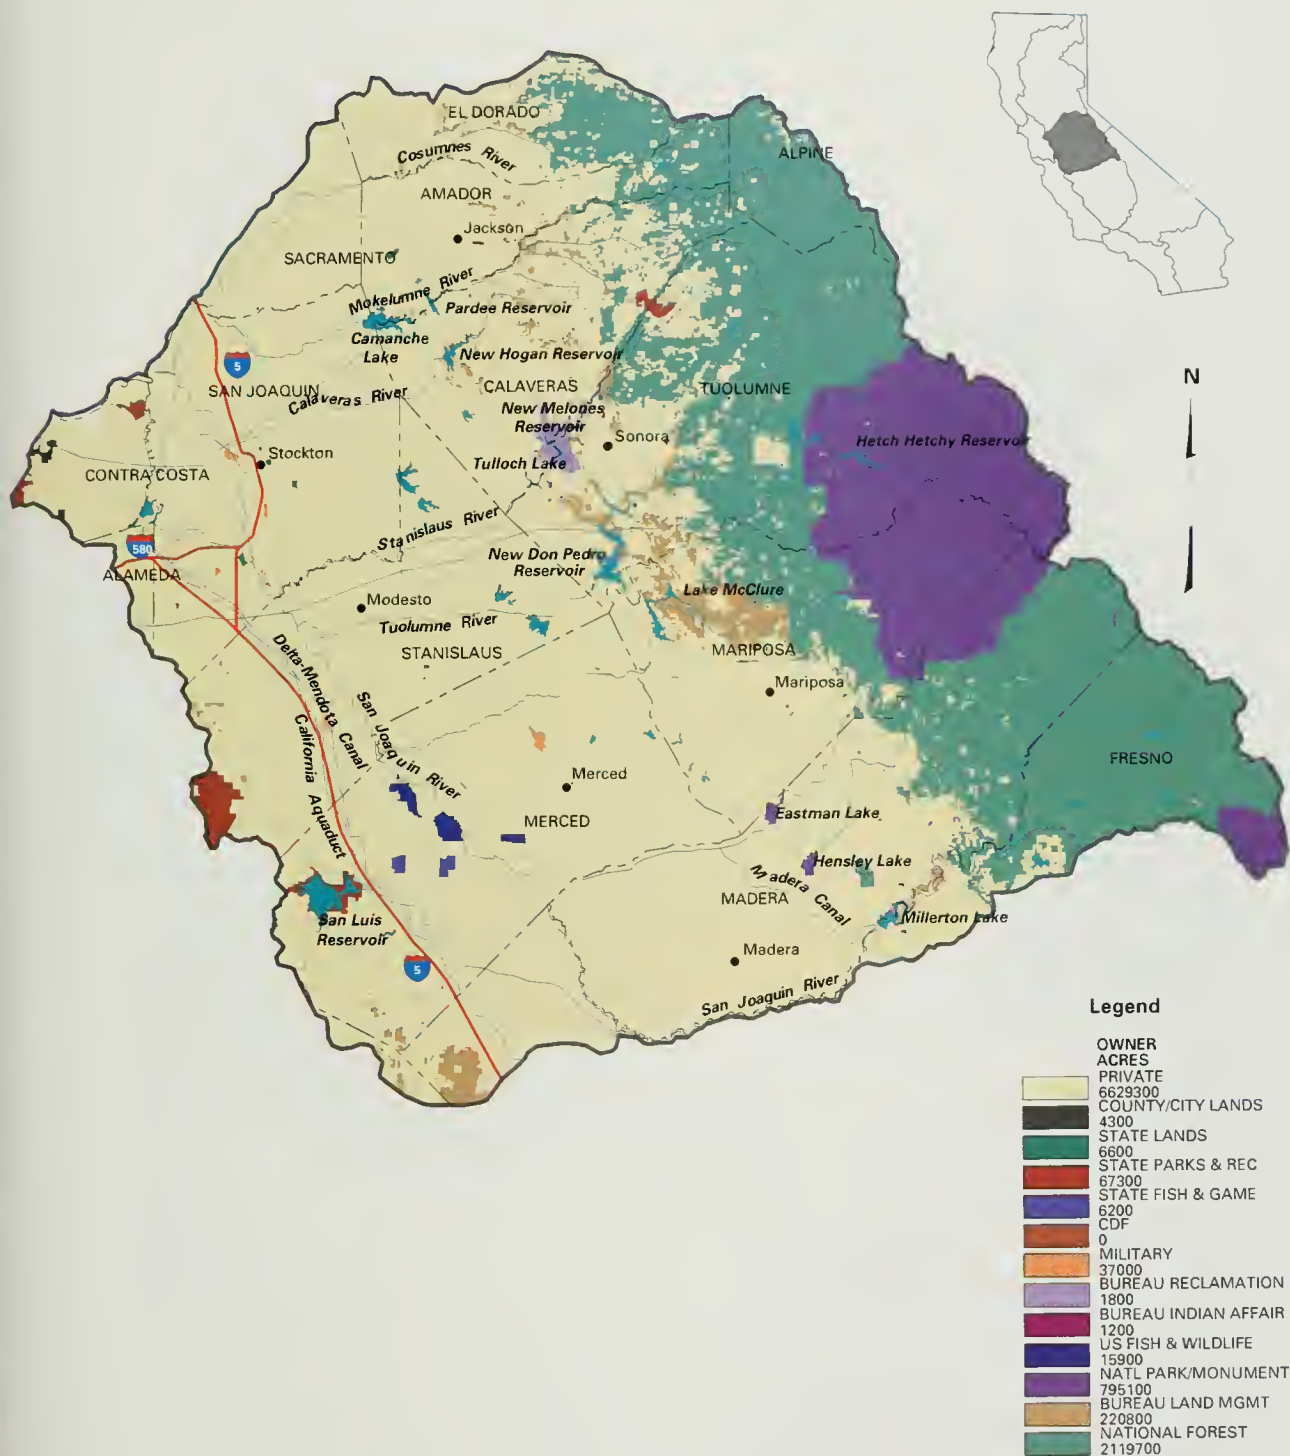 EL DORADO
ALPINE
Cosumnes River
AMADOR
Jackson
SACRAMENTO
Mokelumne River
Pardee Reservoir
Camanche
Lake
New Hogan Reservoir
5
SAN JOAQUIN
Calaveras River
CALAVERAS
TUOLUMNE
N
New Melones
Reservoir
Sonora
Hetch Hetchy Reservoir
Stockton
Tulloch Lake
CONTRA COSTA
Stanislaus River
580
New Don Pedro
Reservoir
ALAMEDA
Lake McClure
Modesto
Tuolumne River
STANISLAUS
MARIPOSA
Mariposa
Delta-Mendota Canal
San Joaquin River
California Aquaduct
FRESNO
Merced
MERCED
Eastman Lake
Hensley Lake
Madera Canal
MADERA
San Luis
Reservoir
Millerton Lake
Madera
5
San Joaquin River
Legend
OWNER
ACRES
PRIVATE
6629300
COUNTY/CITY LANDS
4300
STATE LANDS
6600
STATE PARKS & REC
67300
STATE FISH & GAME
6200
CDF
0
MILITARY
37000
BUREAU RECLAMATION
1800
BUREAU INDIAN AFFAIR
1200
US FISH & WILDLIFE
15900
NATL PARK/MONUMENT
795100
BUREAU LAND MGMT
220800
NATIONAL FOREST
2119700